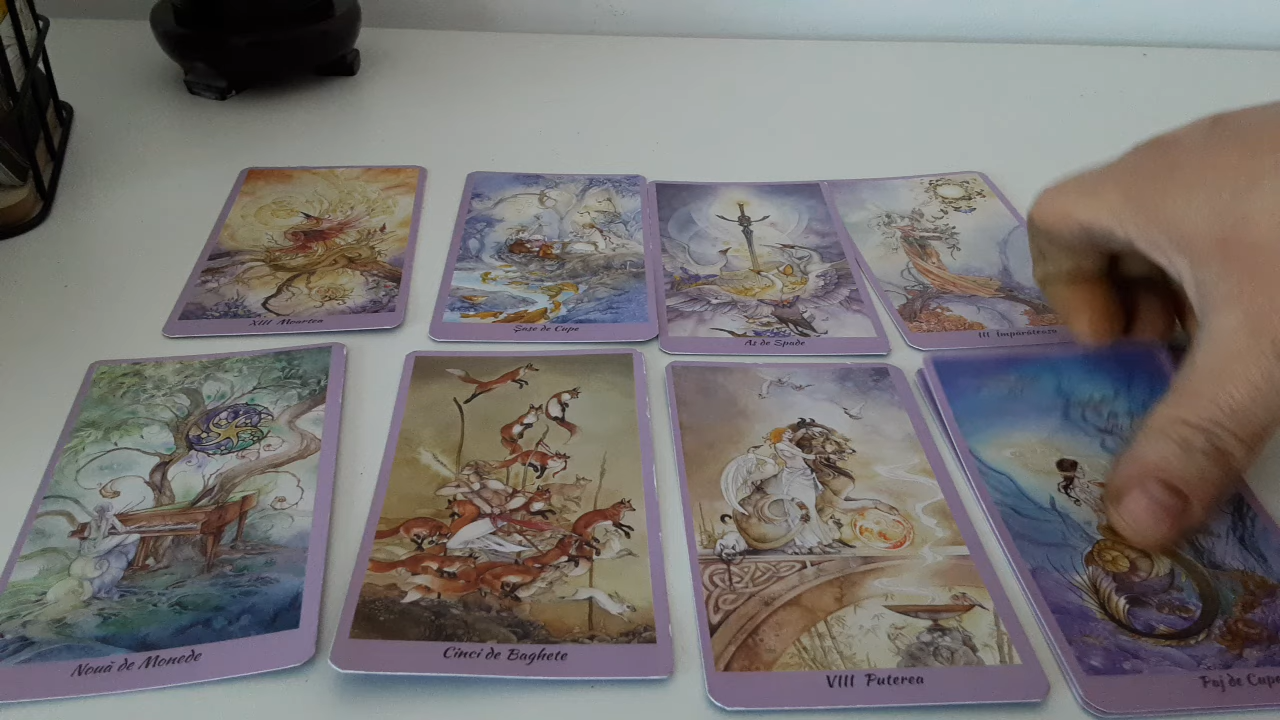 XIII Moartea
Șase de Cupe
As de Spade
III Împărăteasa
Nouă de Monede
Cinci de Baghete
VIII Puterea
Paj de Cupe